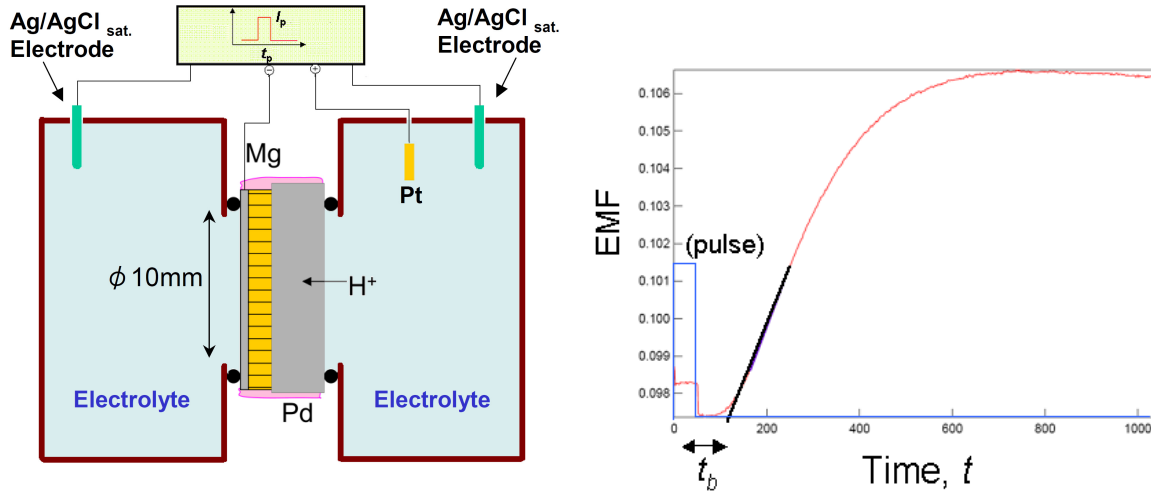 Ag/AgCl sat.
Electrode
Ip
tp
−
+
Ag/AgCl sat.
Electrode
Mg
Pt
ϕ 10mm
H+
Electrolyte
Pd
Electrolyte
EMF
0.106
0.105
0.104
0.103
0.102
0.101
0.100
0.099
0.098
(pulse)
0
200
400
600
800
1000
tb
Time, t